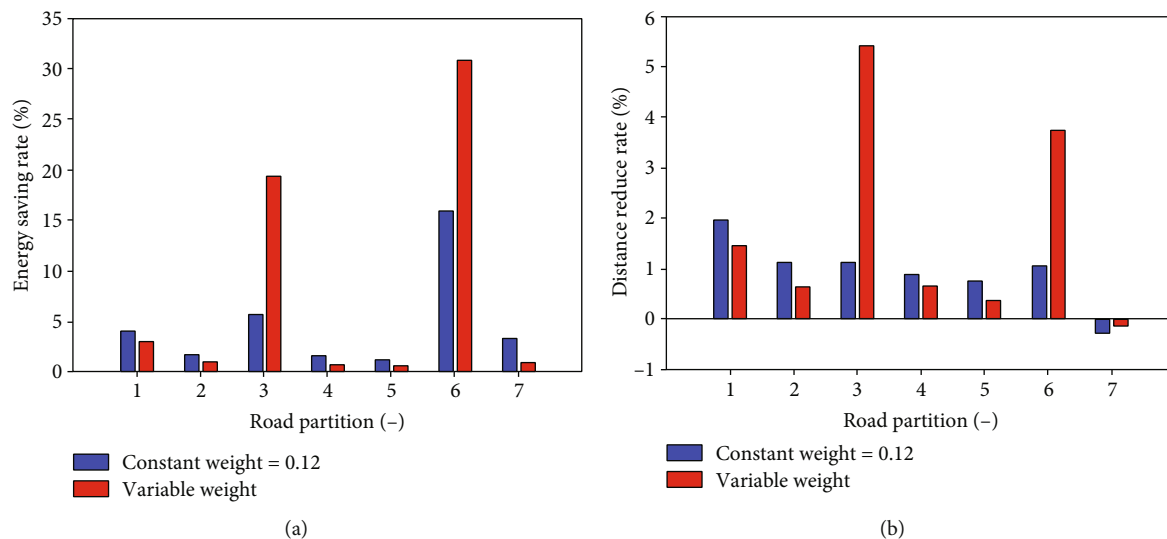 35
30
25
20
15
10
5
0
Energy saving rate (%)
1 2 3 4 5 6 7
Road partition (–)
Constant weight = 0.12
Variable weight
(a)
6
5
4
3
2
1
0
–1
Distance reduce rate (%)
1 2 3 4 5 6 7
Road partition (–)
Constant weight = 0.12
Variable weight
(b)